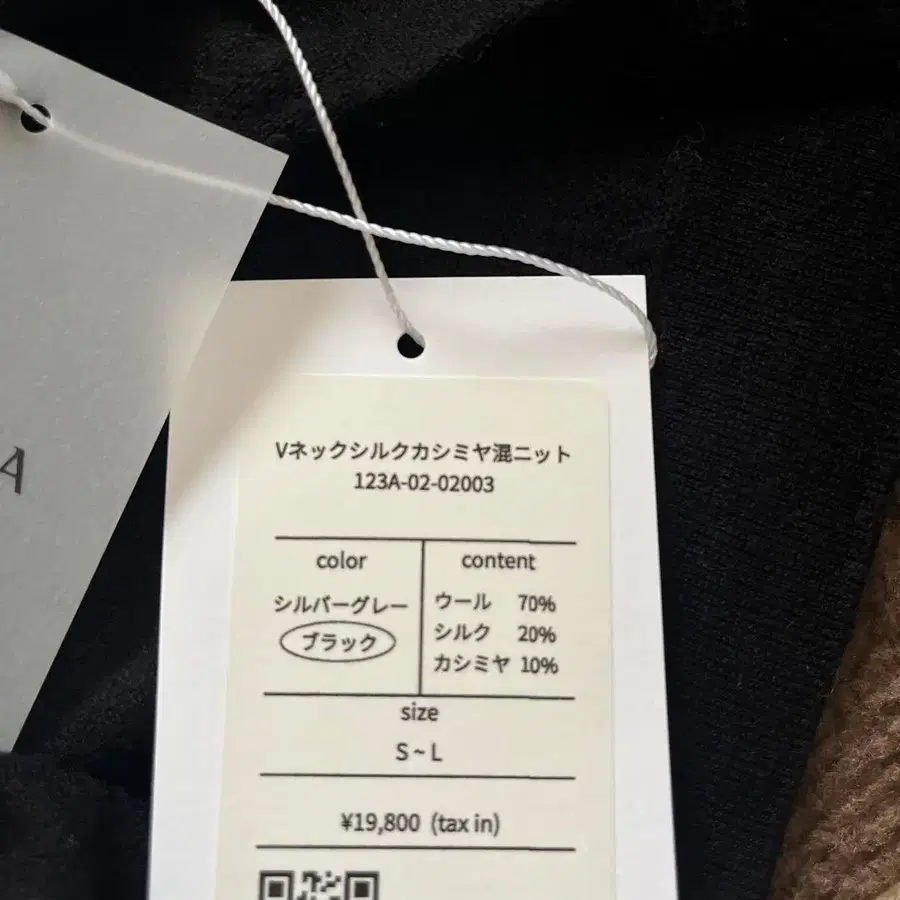 A
Vネックシルクカシミヤ混ニット
123A-02-02003
color
content
シルバーグレー
ブラック
ウール 70%
シルク 20%
カシミヤ 10%
size
S ~ L
¥19,800 (tax in)